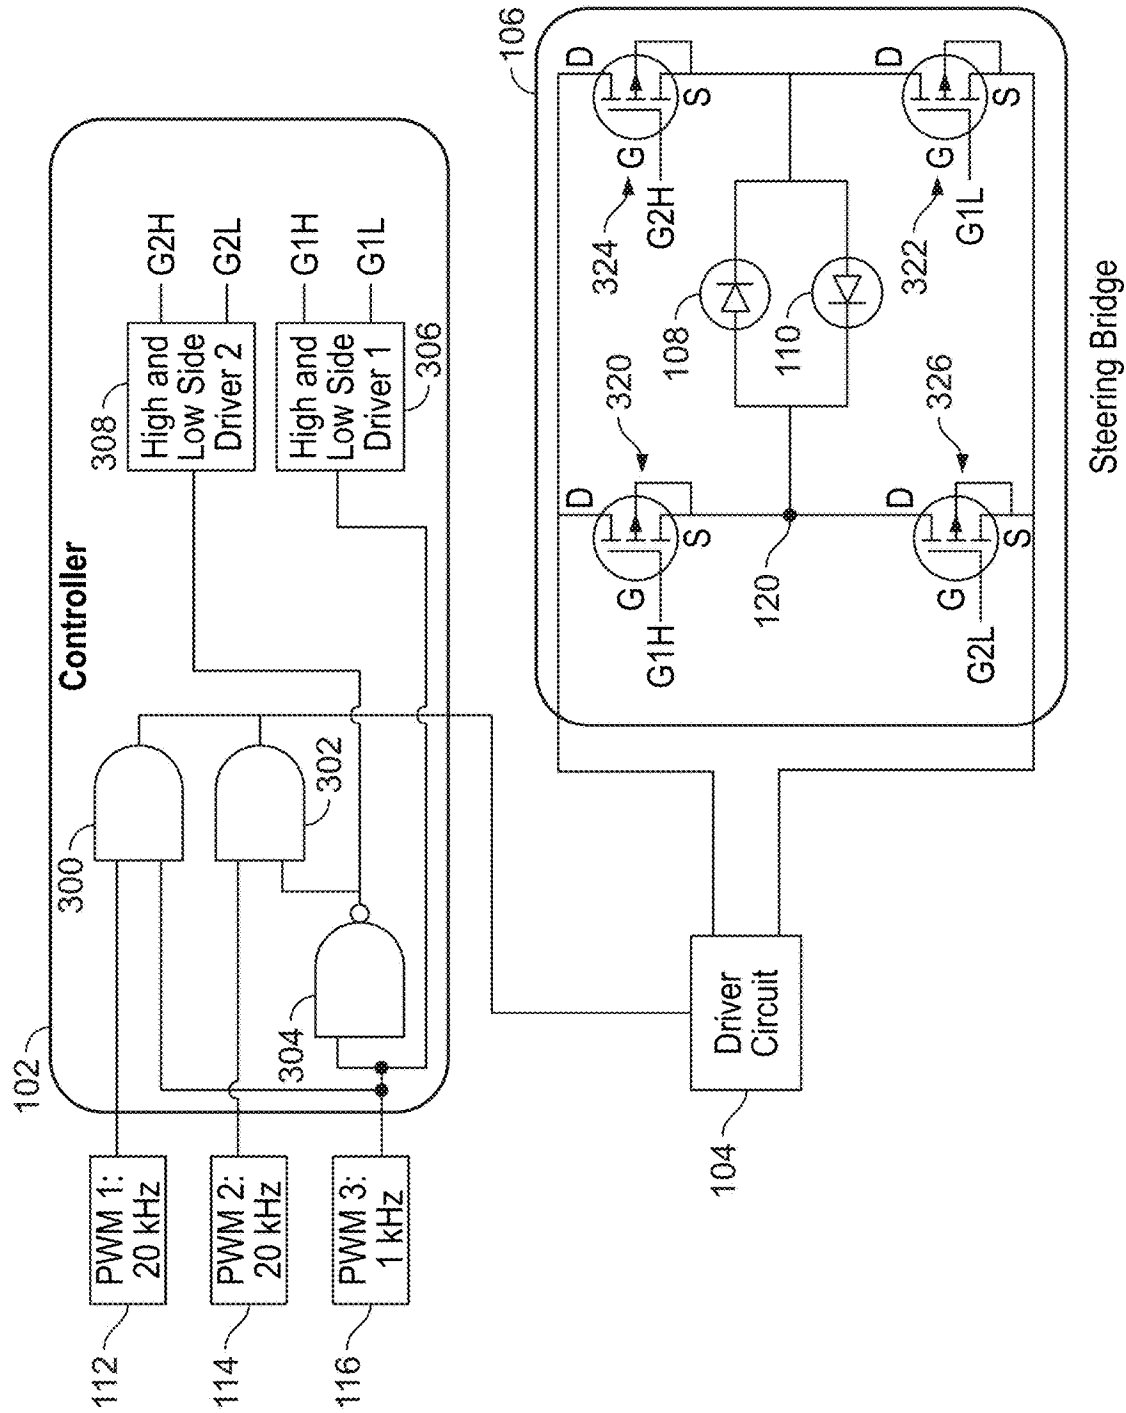 102
Controller
112
PWM 1:
20 kHz
114
PWM 2:
20 kHz
116
PWM 3:
1 kHz
300
302
304
308
High and
Low Side
Driver 2
G2H
G2L
High and
Low Side
Driver 1
306
G1H
G1L
104
Driver
Circuit
106
G1H
G
D
S
320
G2H
G
D
S
324
108
110
120
G2L
G
D
S
326
G1L
G
D
S
322
Steering Bridge